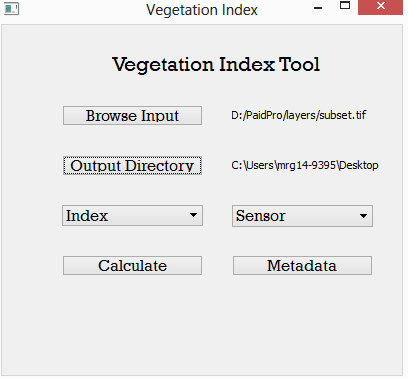 Vegetation Index
Vegetation Index Tool
Browse Input D:/PaidPro/layers/subset.tif
Output Directory C:\Users\mrg14-9395\Desktop
Index Sensor
Calculate Metadata